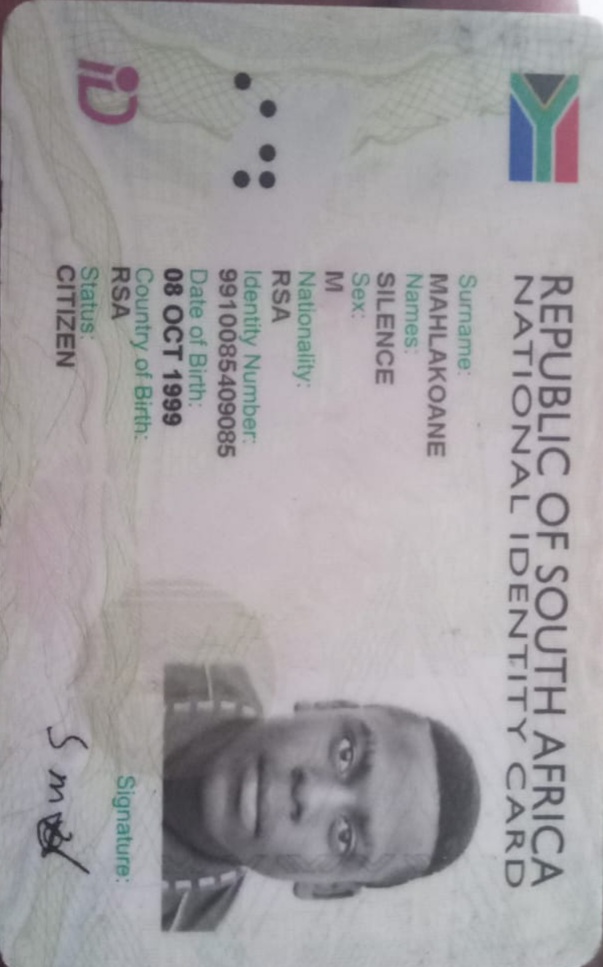 REPUBLIC OF SOUTH AFRICA
NATIONAL IDENTITY CARD
Surname:
MAHLAKOANE
Names:
SILENCE
Sex:
M
Nationality:
RSA
Identity Number:
9910085409085
Date of Birth:
08 OCT 1999
Country of Birth:
RSA
Status:
CITIZEN
Signature:
iD